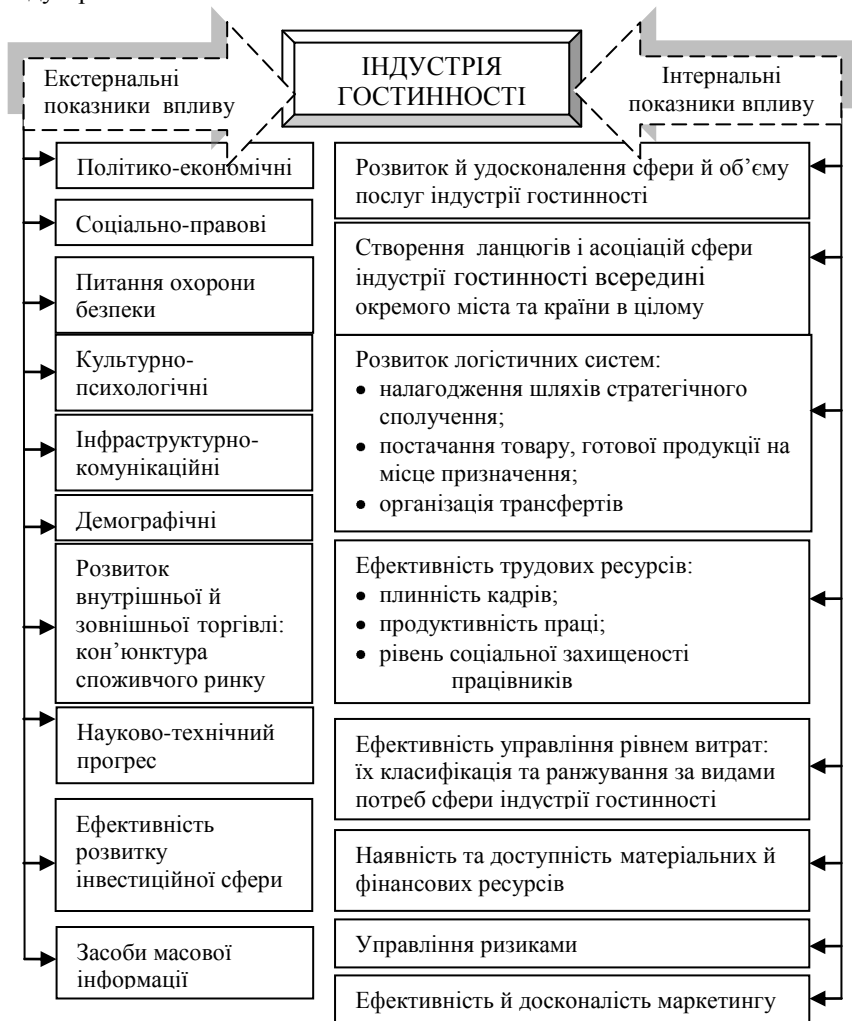 ІНДУСТРІЯ
ГОСТИННОСТІ
Екстернальні
показники впливу
Інтернальні
показники впливу
Політико-економічні
Соціально-правові
Питання охорони
безпеки
Культурно-
психологічні
Інфраструктурно-
комунікаційні
Демографічні
Розвиток
внутрішньої й
зовнішньої торгівлі:
кон’юнктура
споживчого ринку
Науково-технічний
прогрес
Ефективність
розвитку
інвестиційної сфери
Засоби масової
інформації
Розвиток й удосконалення сфери й об’єму
послуг індустрії гостинності
Створення ланцюгів і асоціацій сфери
індустрії гостинності всередині
окремого міста та країни в цілому
Розвиток логістичних систем:
• налагодження шляхів стратегічного
сполучення;
• постачання товару, готової продукції на
місце призначення;
• організація трансфертів
Ефективність трудових ресурсів:
• плинність кадрів;
• продуктивність праці;
• рівень соціальної захищеності
працівників
Ефективність управління рівнем витрат:
їх класифікація та ранжування за видами
потреб сфери індустрії гостинності
Наявність та доступність матеріальних й
фінансових ресурсів
Управління ризиками
Ефективність й досконалість маркетингу